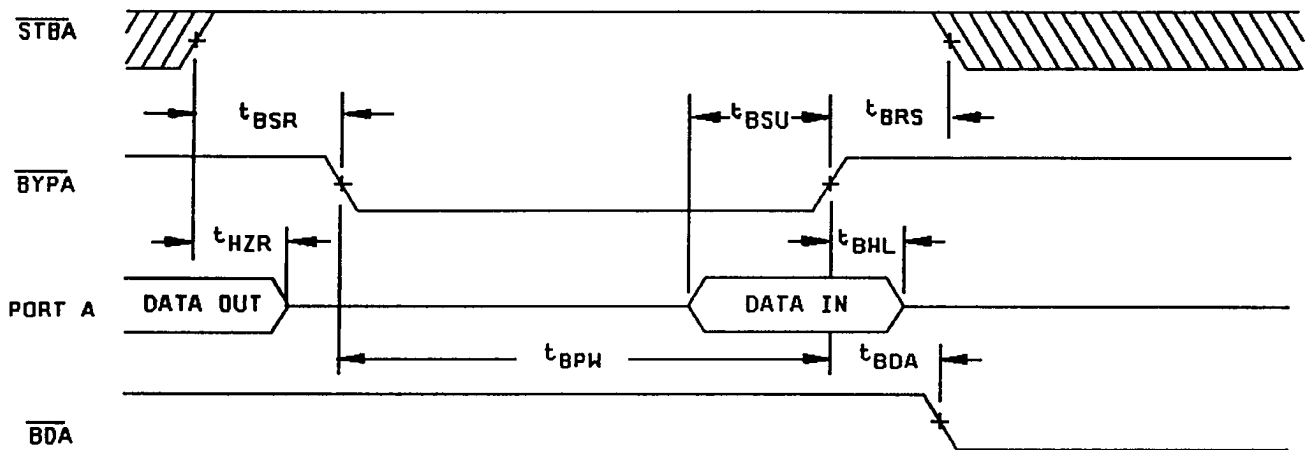 STBA
tBSR
tBSU
tBRS
BYPA
tHZR
tBHL
PORT A
DATA OUT
DATA IN
tBPW
tBDA
BDA